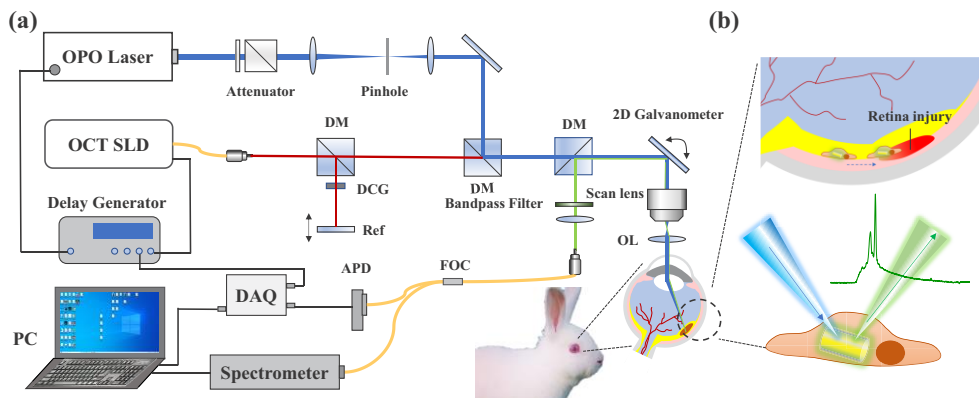 (a)
(b)
OPO Laser
Attenuator
Pinhole
2D Galvanometer
Retina injury
OCT SLD
DM
DM
DCG
DM
Bandpass Filter
Scan lens
Delay Generator
Ref
OL
APD
FOC
DAQ
PC
Spectrometer